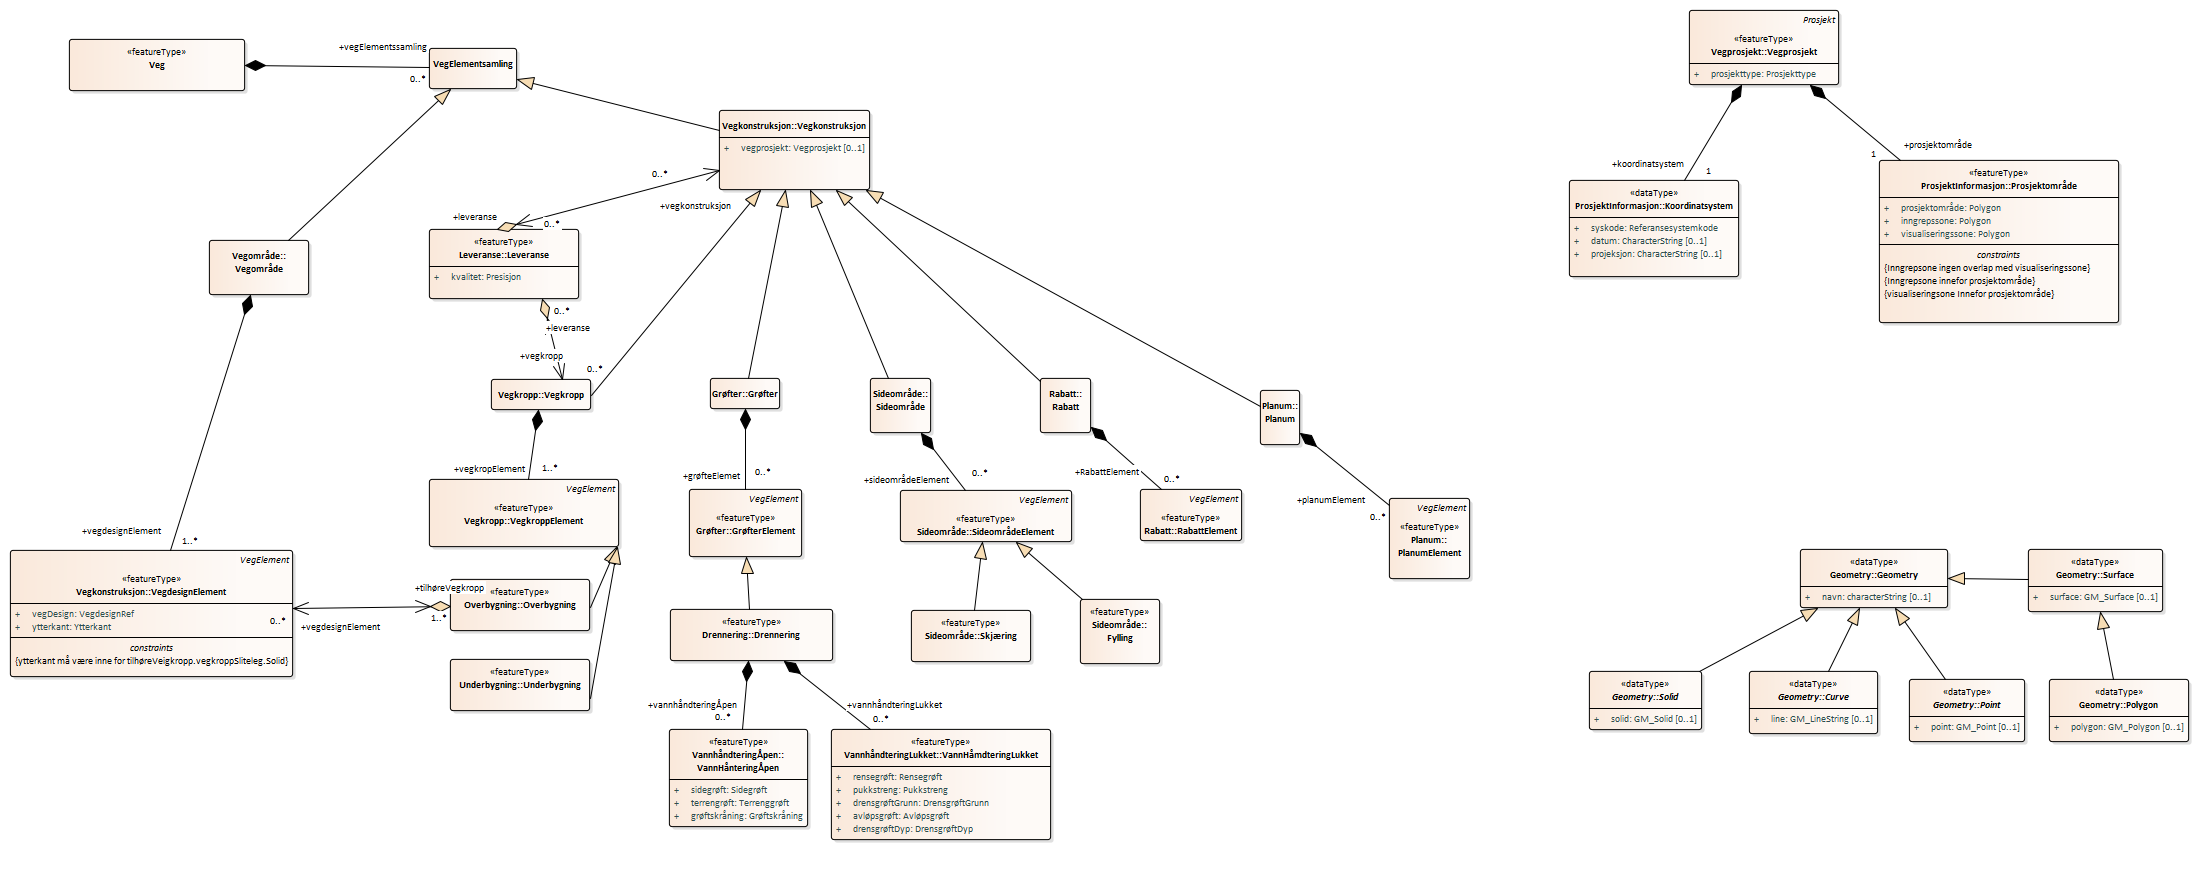 «featureType»
Veg
+vegElementssamling
0..*
VegElementsamling
Vegkonstruksjon::Vegkonstruksjon
+ vegprosjekt: Vegprosjekt [0..1]
0..*
+vegkonstruksjon
+leveranse
0..*
«featureType»
Leveranse::Leveranse
+ kvalitet: Presisjon
0..*
+leveranse
+vegkropp
0..*
Vegområde::
Vegområde
Vegkropp::Vegkropp
Grøfter::Grøfter
Sideområde::
Sideområde
Rabatt::
Rabatt
Planum::
Planum
+vegkropElement
1..*
+grøfteElemet
0..*
+sideområdeElement
0..*
+RabattElement
0..*
+planumElement
0..*
VegElement
«featureType»
Vegkropp::VegkroppElement
VegElement
«featureType»
Grøfter::GrøfterElement
VegElement
«featureType»
Sideområde::SideområdeElement
VegElement
«featureType»
Rabatt::RabattElement
VegElement
«featureType»
Planum::
PlanumElement
+vegdesignElement
1..*
VegElement
«featureType»
Vegkonstruksjon::VegdesignElement
+ vegDesign: VegdesignRef
+ ytterkant: Ytterkant
0..*
constraints
{ytterkant må være inne for tilhøreVeigkropp.vegkroppSliteleg.Solid}
+vegdesignElement
+tilhøreVegkropp
1..*
«featureType»
Overbygning::Overbygning
«featureType»
Underbygning::Underbygning
«featureType»
Drennering::Drennering
«featureType»
Sideområde::Skjæring
«featureType»
Sideområde::
Fylling
+vannhåndteringÅpen
0..*
+vannhåndteringLukket
0..*
«featureType»
VannhåndteringÅpen::
VannHånteringÅpen
+ sidegrøft: Sidegrøft
+ terrengrøft: Terrenggrøft
+ grøftskråning: Grøftskråning
«featureType»
VannhåndteringLukket::VannHåmdteringLukket
+ rensegrøft: Rensegrøft
+ pukkstreng: Pukkstreng
+ drensgrøftGrunn: DrensgrøftGrunn
+ avløpsgrøft: Avløpsgrøft
+ drensgrøftDyp: DrensgrøftDyp
Prosjekt
«featureType»
Vegprosjekt::Vegprosjekt
+ prosjekttype: Prosjekttype
+koordinatsystem
1
+prosjektområde
1
«dataType»
ProsjektInformasjon::Koordinatsystem
+ syskode: Referansesystemkode
+ datum: CharacterString [0..1]
+ projeksjon: CharacterString [0..1]
«featureType»
ProsjektInformasjon::Prosjektområde
+ prosjektområde: Polygon
+ inngrepssone: Polygon
+ visualiseringssone: Polygon
constraints
{Inngrepsone ingen overlap med visualiseringssone}
{Inngrepsone innefor prosjektområde}
{visualiseringsone Innefor prosjektområde}
«dataType»
Geometry::Geometry
+ navn: characterString [0..1]
«dataType»
Geometry::Surface
+ surface: GM_Surface [0..1]
«dataType»
Geometry::Solid
+ solid: GM_Solid [0..1]
«dataType»
Geometry::Curve
+ line: GM_LineString [0..1]
«dataType»
Geometry::Point
+ point: GM_Point [0..1]
«dataType»
Geometry::Polygon
+ polygon: GM_Polygon [0..1]